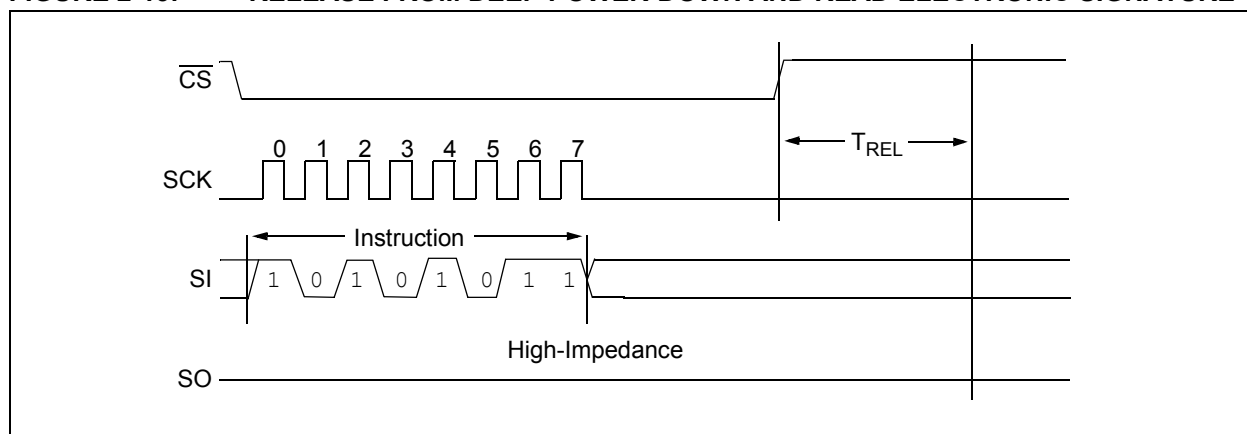 FIGURE RELEASE FROM DEEP POWER-DOWN AND READ ELECTRONIC SIGNATURE
CS
TREL
0 1 2 3 4 5 6 7
SCK
Instruction
SI 1 0 1 0 1 0 1 1
High-Impedance
SO